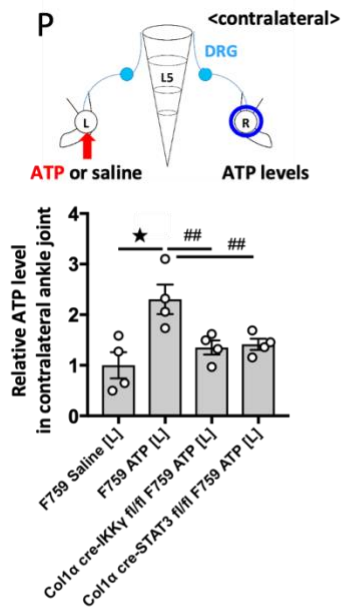 P
<contralateral>
DRG
L5
L
R
ATP or saline
ATP levels
★
##
##
Relative ATP level
in contralateral ankle joint
4
3
2
1
0
F759 Saline [L]
F759 ATP [L]
Col1α cre-IKKγ fl/fl F759 ATP [L]
Col1α cre-STAT3 fl/fl F759 ATP [L]